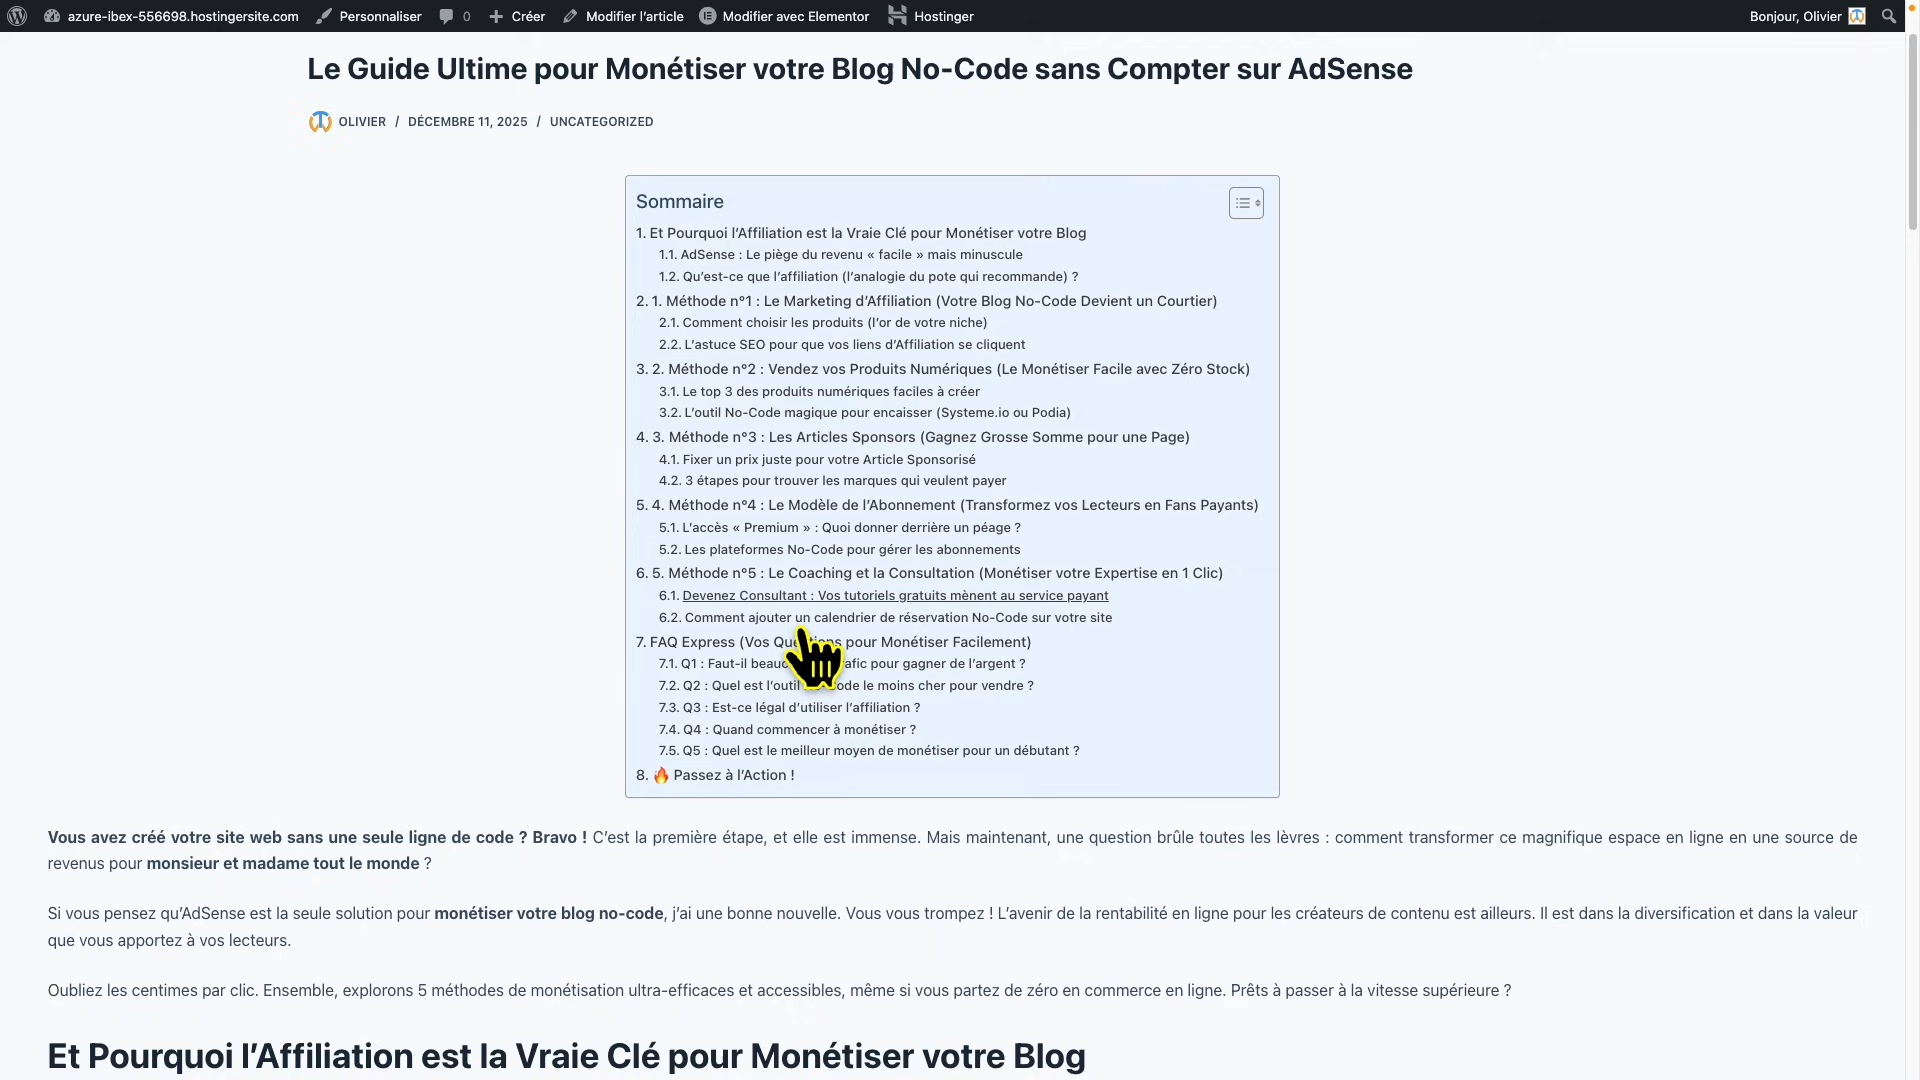 azure-ibex-556698.hostingersite.com Personnaliser 0 Créer Modifier l'article Modifier avec Elementor Hostinger Bonjour, Olivier
Le Guide Ultime pour Monétiser votre Blog No-Code sans Compter sur AdSense
OLIVIER / DÉCEMBRE 11, 2025 / UNCATEGORIZED
Sommaire
1. Et Pourquoi l'Affiliation est la Vraie Clé pour Monétiser votre Blog
1.1. AdSense : Le piège du revenu « facile » mais minuscule
1.2. Qu'est-ce que l'affiliation (l'analogie du pote qui recommande) ?
2. 1. Méthode n°1 : Le Marketing d'Affiliation (Votre Blog No-Code Devient un Courtier)
2.1. Comment choisir les produits (l'or de votre niche)
2.2. L'astuce SEO pour que vos liens d'Affiliation se cliquent
3. 2. Méthode n°2 : Vendez vos Produits Numériques (Le Monétiser Facile avec Zéro Stock)
3.1. Le top 3 des produits numériques faciles à créer
3.2. L'outil No-Code magique pour encaisser (Systeme.io ou Podia)
4. 3. Méthode n°3 : Les Articles Sponsors (Gagnez Grosse Somme pour une Page)
4.1. Fixer un prix juste pour votre Article Sponsorisé
4.2. 3 étapes pour trouver les marques qui veulent payer
5. 4. Méthode n°4 : Le Modèle de l'Abonnement (Transformez vos Lecteurs en Fans Payants)
5.1. L'accès « Premium » : Quoi donner derrière un péage ?
5.2. Les plateformes No-Code pour gérer les abonnements
6. 5. Méthode n°5 : Le Coaching et la Consultation (Monétiser votre Expertise en 1 Clic)
6.1. Devenez Consultant : Vos tutoriels gratuits mènent au service payant
6.2. Comment ajouter un calendrier de réservation No-Code sur votre site
7. FAQ Express (Vos pour Monétiser Facilement)
7.1. Q1 : Faut-il pour gagner de l'argent ?
7.2. Q2 : Quel est l'outil le moins cher pour vendre ?
7.3. Q3 : Est-ce légal d'utiliser l'affiliation ?
7.4. Q4 : Quand commencer à monétiser ?
7.5. Q5 : Quel est le meilleur moyen de monétiser pour un débutant ?
8. 🔥 Passez à l'Action !
Vous avez créé votre site web sans une seule ligne de code ? Bravo ! C'est la première étape, et elle est immense. Mais maintenant, une question brûle toutes les lèvres : comment transformer ce magnifique espace en ligne en une source de
revenus pour monsieur et madame tout le monde ?
Si vous pensez qu'AdSense est la seule solution pour monétiser votre blog no-code, j'ai une bonne nouvelle. Vous vous trompez ! L'avenir de la rentabilité en ligne pour les créateurs de contenu est ailleurs. Il est dans la diversification et dans la valeur
que vous apportez à vos lecteurs.
Oubliez les centimes par clic. Ensemble, explorons 5 méthodes de monétisation ultra-efficaces et accessibles, même si vous partez de zéro en commerce en ligne. Prêts à passer à la vitesse supérieure ?
Et Pourquoi l'Affiliation est la Vraie Clé pour Monétiser votre Blog